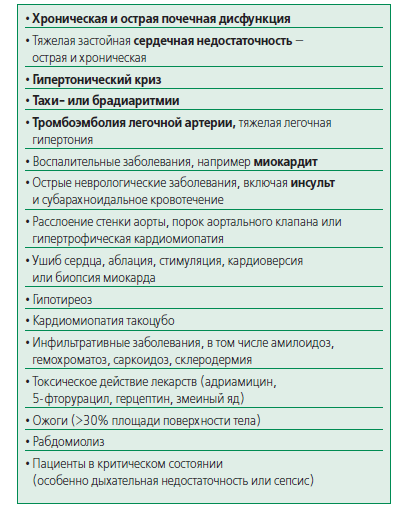 • Хроническая и острая почечная дисфункция
• Тяжелая застойная сердечная недостаточность –
острая и хроническая
• Гипертонический криз
• Тахи- или брадиаритмии
• Тромбоэмболия легочной артерии, тяжелая легочная
гипертония
• Воспалительные заболевания, например миокардит
• Острые неврологические заболевания, включая инсульт
и субарахноидальное кровотечение
• Расслоение стенки аорты, порок аортального клапана или
гипертрофическая кардиомиопатия
• Ушиб сердца, аблация, стимуляция, кардиоверсия
или биопсия миокарда
• Гипотиреоз
• Кардиомиопатия такоцубо
• Инфильтративные заболевания, в том числе амилоидоз,
гемохроматоз, саркоидоз, склеродермия
• Токсическое действие лекарств (адриамицин,
5-фторурацил, герцептин, змеиный яд)
• Ожоги (>30% площади поверхности тела)
• Рабдомиолиз
• Пациенты в критическом состоянии
(особенно дыхательная недостаточность или сепсис)